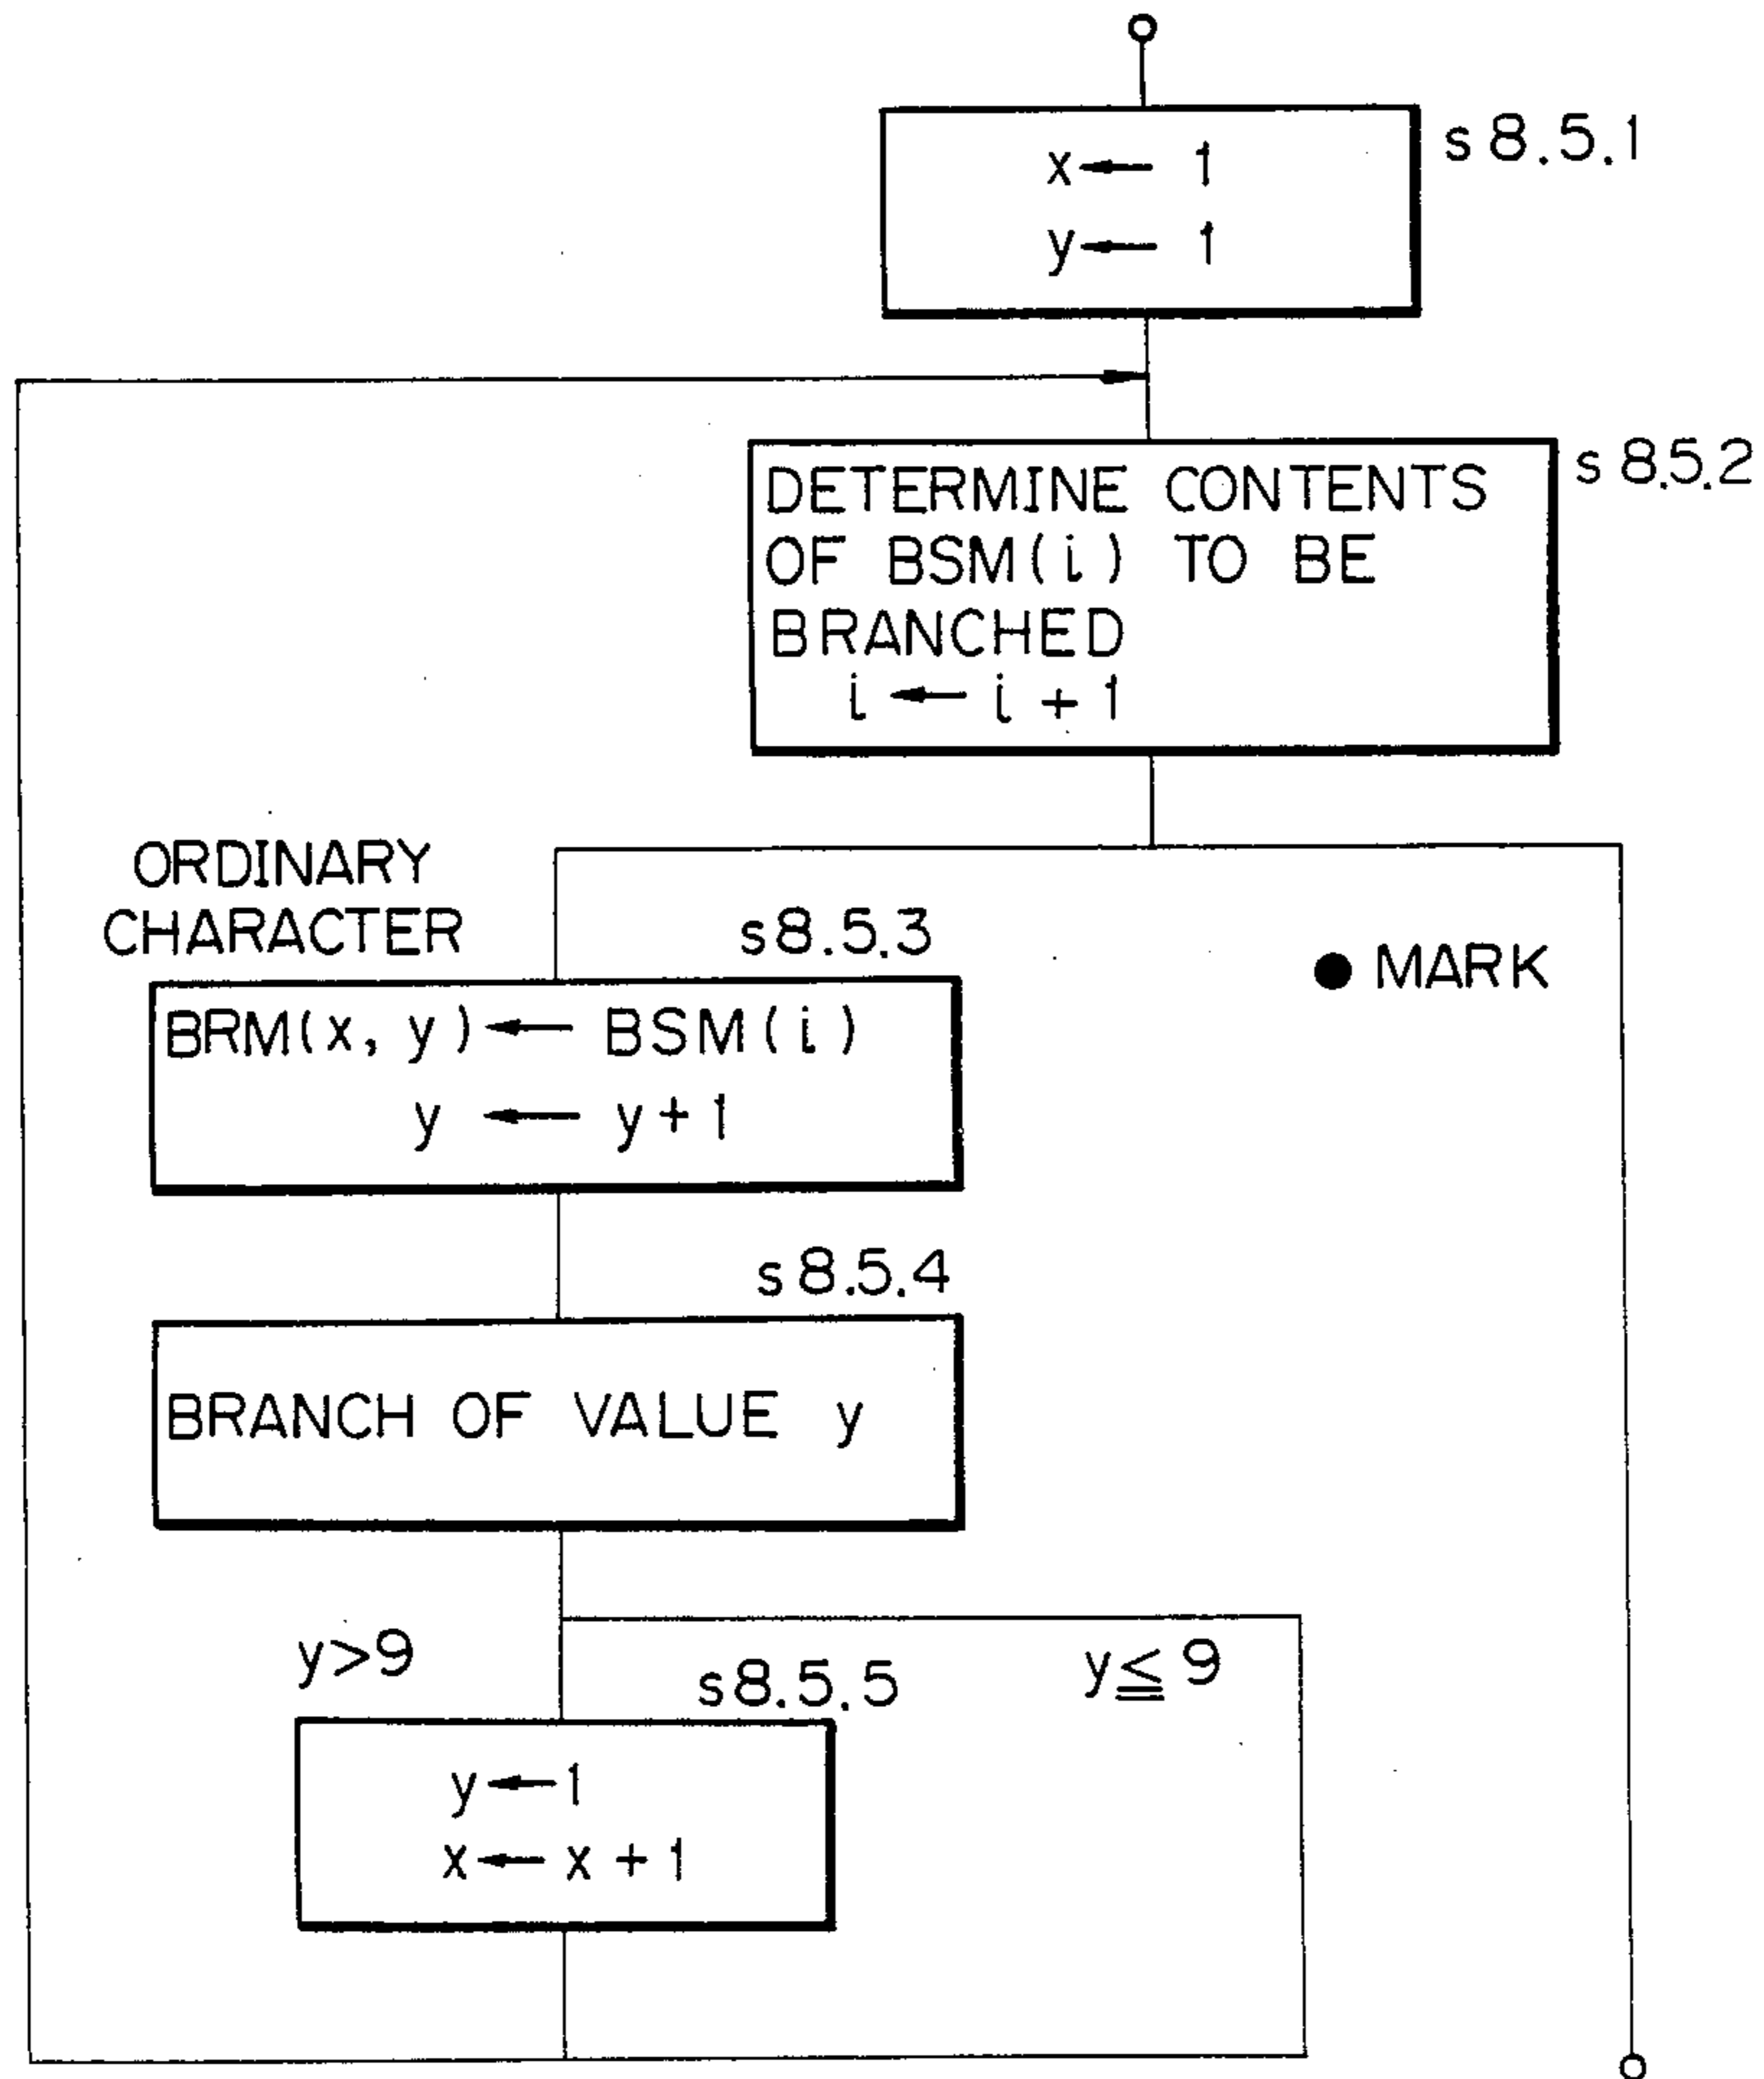 x ← 1
s 8.5.1
y ← 1
DETERMINE CONTENTS
s 8.5.2
OF BSM(i) TO BE
BRANCHED
i ← i + 1
ORDINARY
CHARACTER
s8.5.3
● MARK
BRM(x, y) ← BSM(i)
y ← y+1
s8.5.4
BRANCH OF VALUE y
y>9
s8.5.5
y≦9
y←1
x← x +1